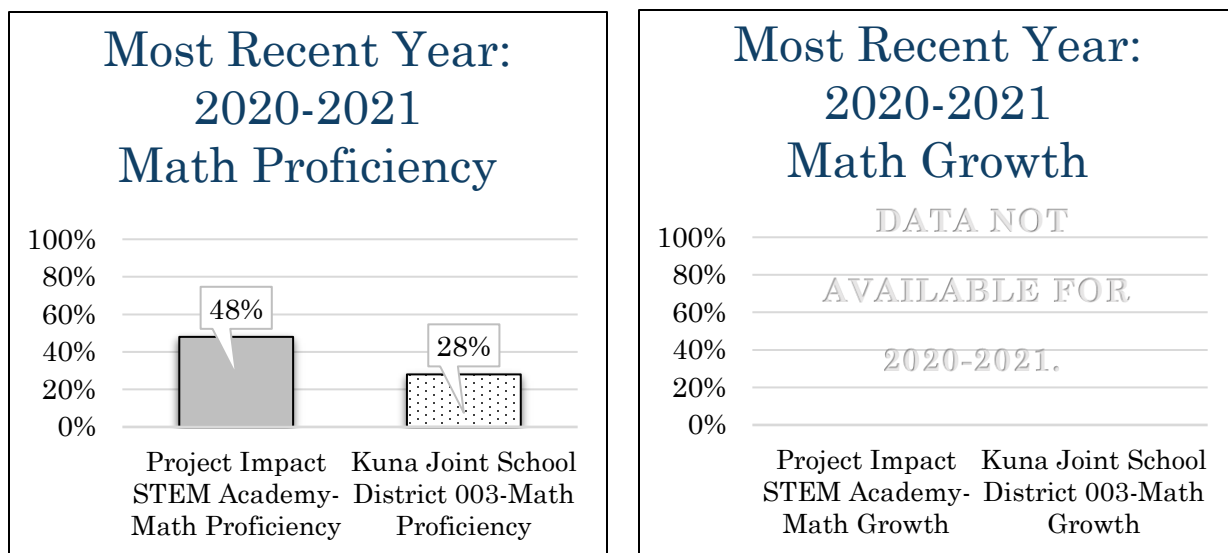 Most Recent Year:
2020-2021
Math Proficiency
100%
80%
60%
40%
20%
0%
48%
28%
Project Impact
STEM Academy-
Math Proficiency
Kuna Joint School
District 003-Math
Proficiency
Most Recent Year:
2020-2021
Math Growth
DATA NOT
AVAILABLE FOR
2020-2021.
100%
80%
60%
40%
20%
0%
Project Impact
STEM Academy-
Math Growth
Kuna Joint School
District 003-Math
Growth